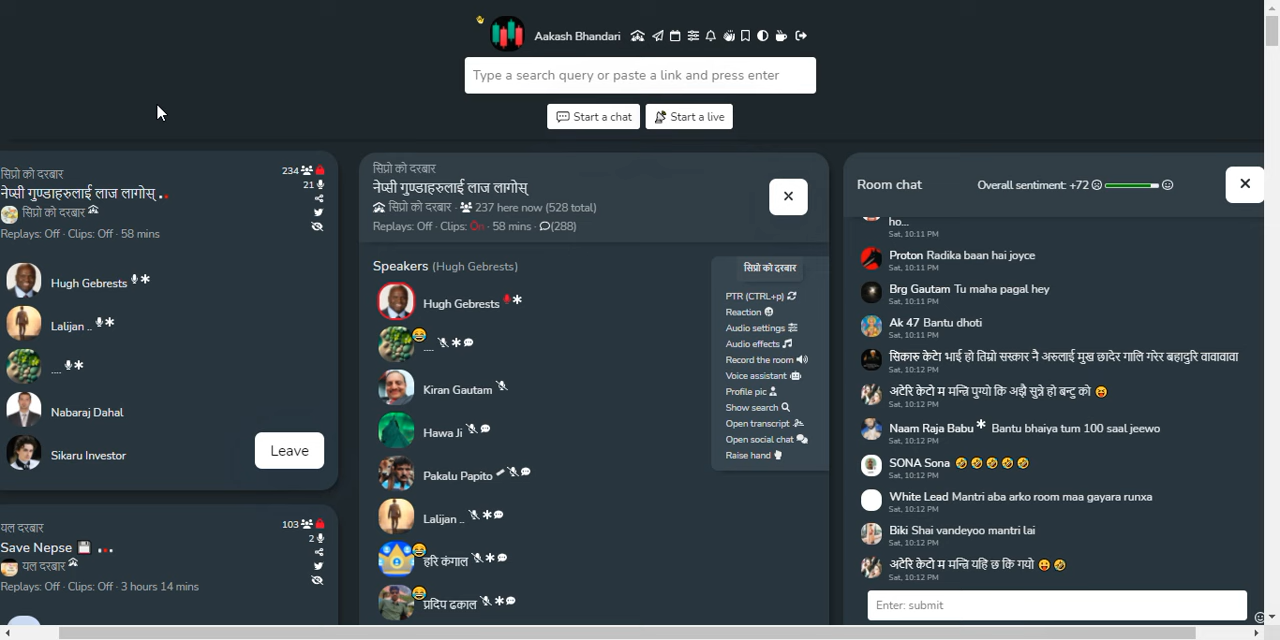 Aakash Bhandari
Type a search query or paste a link and press enter
Start a chat
Start a live
सिप्रो को दरबार
234
नेप्सी गुण्डाहरुलाई लाज लागोस्
21
सिप्रो को दरबार
Replays: Off · Clips: Off · 58 mins
Hugh Gebrests
Lalijan ..
....
Nabaraj Dahal
Sikaru Investor
Leave
यल दरबार
103
Save Nepse
2
यल दरबार
Replays: Off · Clips: Off · 3 hours 14 mins
सिप्रो को दरबार
नेप्सी गुण्डाहरुलाई लाज लागोस्
सिप्रो को दरबार · 237 here now (528 total)
Replays: Off · Clips: On · 58 mins · (288)
Speakers (Hugh Gebrests)
Hugh Gebrests
....
Kiran Gautam
Hawa Ji
Pakalu Papito
Lalijan ..
हरि कंगाल
प्रदिप ढकाल
सिप्रो को दरबार
PTR (CTRL+p)
Reaction
Audio settings
Audio effects
Record the room
Voice assistant
Profile pic
Show search
Open transcript
Open social chat
Raise hand
Room chat
Overall sentiment: +72
ho...
Sat, 10:11 PM
Proton Radika baan hai joyce
Sat, 10:11 PM
Brg Gautam Tu maha pagal hey
Sat, 10:11 PM
Ak 47 Bantu dhoti
Sat, 10:11 PM
सिकारु केटो भाई हो तिम्रो सस्कार नै अरुलाई मुख छादेर गालि गरेर बहादुरि वावावावा
Sat, 10:12 PM
अटेरि केटो म मन्त्रि पुग्यो कि अझै सुत्रे हो बन्टु को
Sat, 10:12 PM
Naam Raja Babu * Bantu bhaiya tum 100 saal jeewo
Sat, 10:12 PM
SONA Sona
Sat, 10:12 PM
White Lead Mantri aba arko room maa gayara runxa
Sat, 10:12 PM
Biki Shai vandeyoo mantri lai
Sat, 10:12 PM
अटेरि केटो म मन्त्रि यहि छ कि गयो
Sat, 10:12 PM
Enter: submit